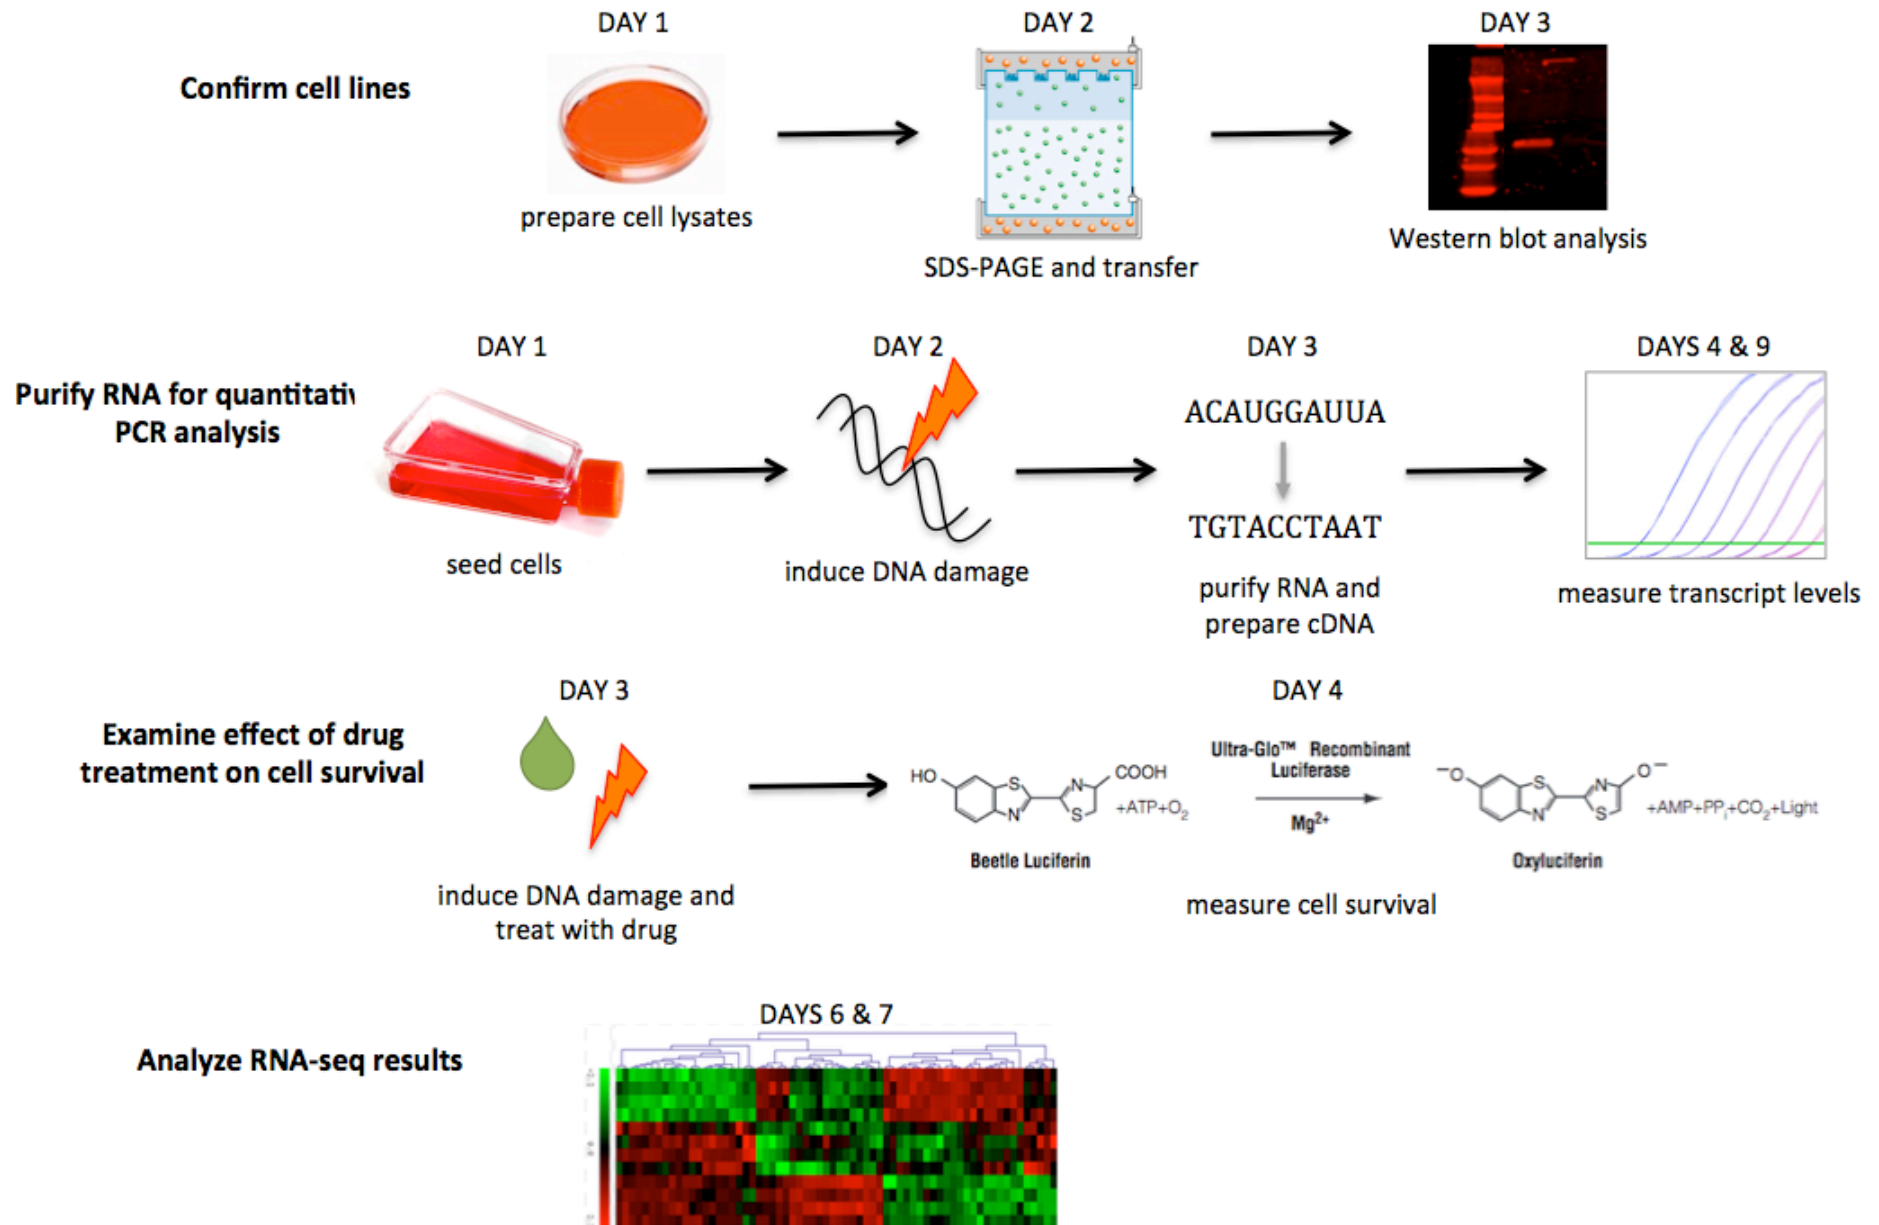 DAY 1
DAY 2
DAY 3
Confirm cell lines
prepare cell lysates
SDS-PAGE and transfer
Western blot analysis
DAY 1
DAY 2
DAY 3
DAYS 4 & 9
Purify RNA for quantitativ
PCR analysis
ACAUGGAUUA
TGTACCTAAT
seed cells
induce DNA damage
purify RNA and
prepare cDNA
measure transcript levels
DAY 3
DAY 4
Examine effect of drug
treatment on cell survival
HO
S
N
N
S
COOH
+ATP+O₂
Beetle Luciferin
Ultra-Glo™ Recombinant
Luciferase
Mg²⁺
⁻O
S
N
N
S
O⁻
+AMP+PPᵢ+CO₂+Light
Oxyluciferin
induce DNA damage and
treat with drug
measure cell survival
DAYS 6 & 7
Analyze RNA-seq results